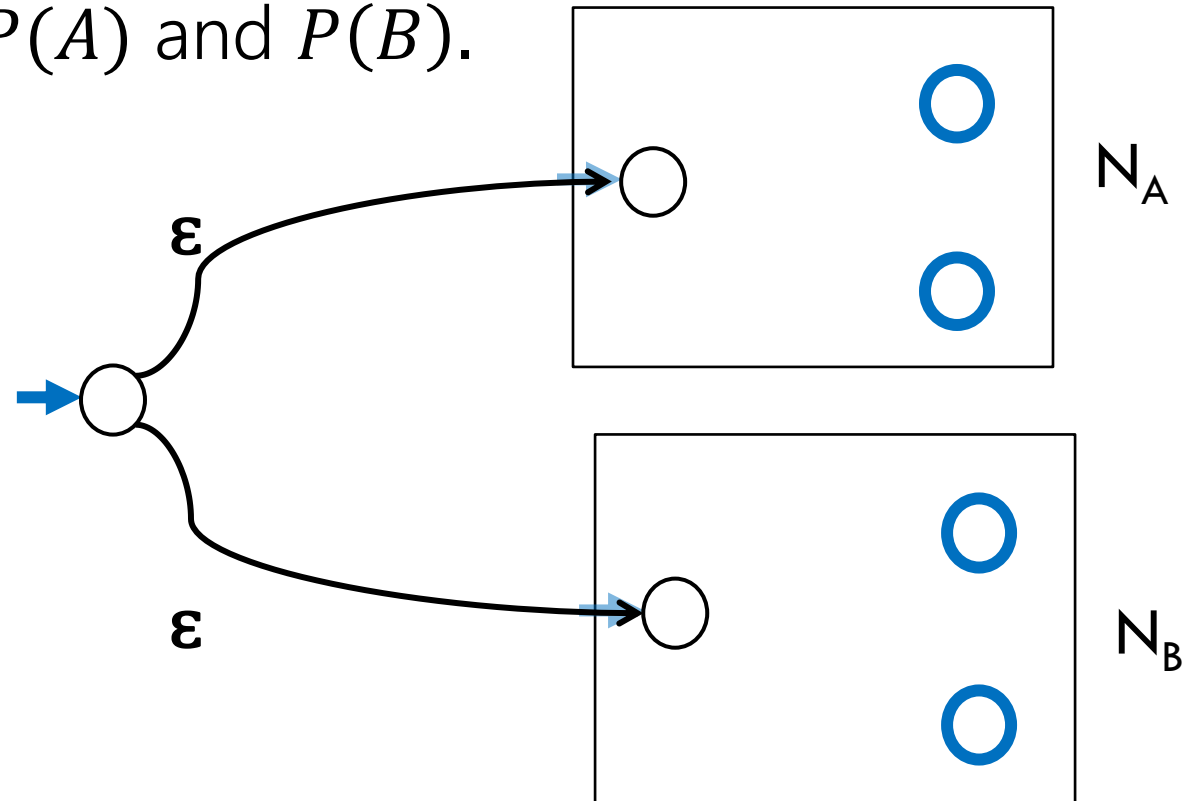 P(A) and P(B).
N_A
ε
ε
N_B